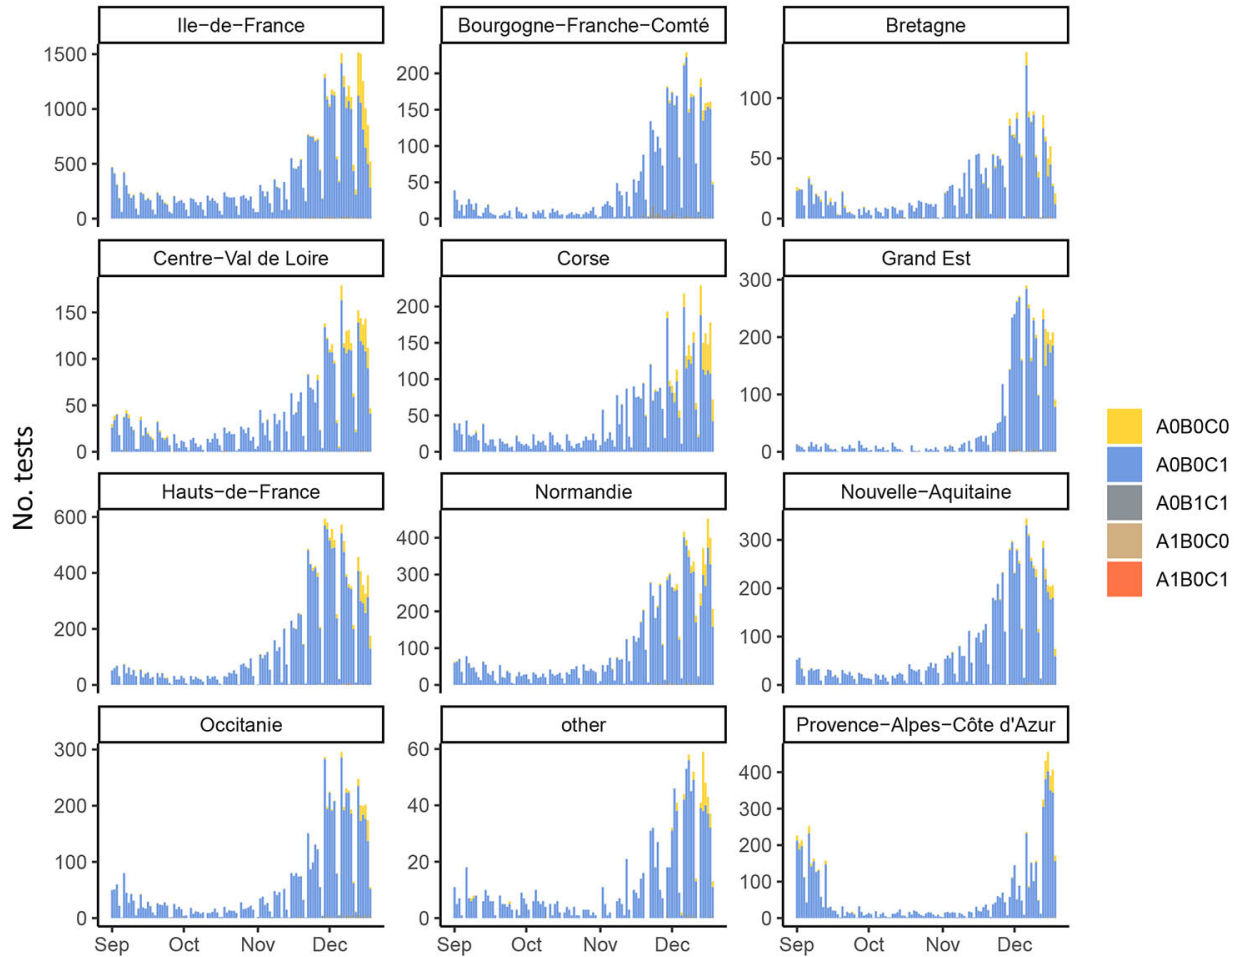 Ile−de−France
Bourgogne−Franche−Comté
Bretagne
1500
1000
500
0
200
150
100
50
0
100
50
0
Centre−Val de Loire
Corse
Grand Est
150
100
50
0
200
150
100
50
0
300
200
100
0
No. tests
A0B0C0
A0B0C1
A0B1C1
A1B0C0
A1B0C1
Hauts−de−France
Normandie
Nouvelle−Aquitaine
600
400
200
0
400
300
200
100
0
300
200
100
0
Occitanie
other
Provence−Alpes−Côte d'Azur
300
200
100
0
60
40
20
0
400
300
200
100
0
Sep Oct Nov Dec
Sep Oct Nov Dec
Sep Oct Nov Dec